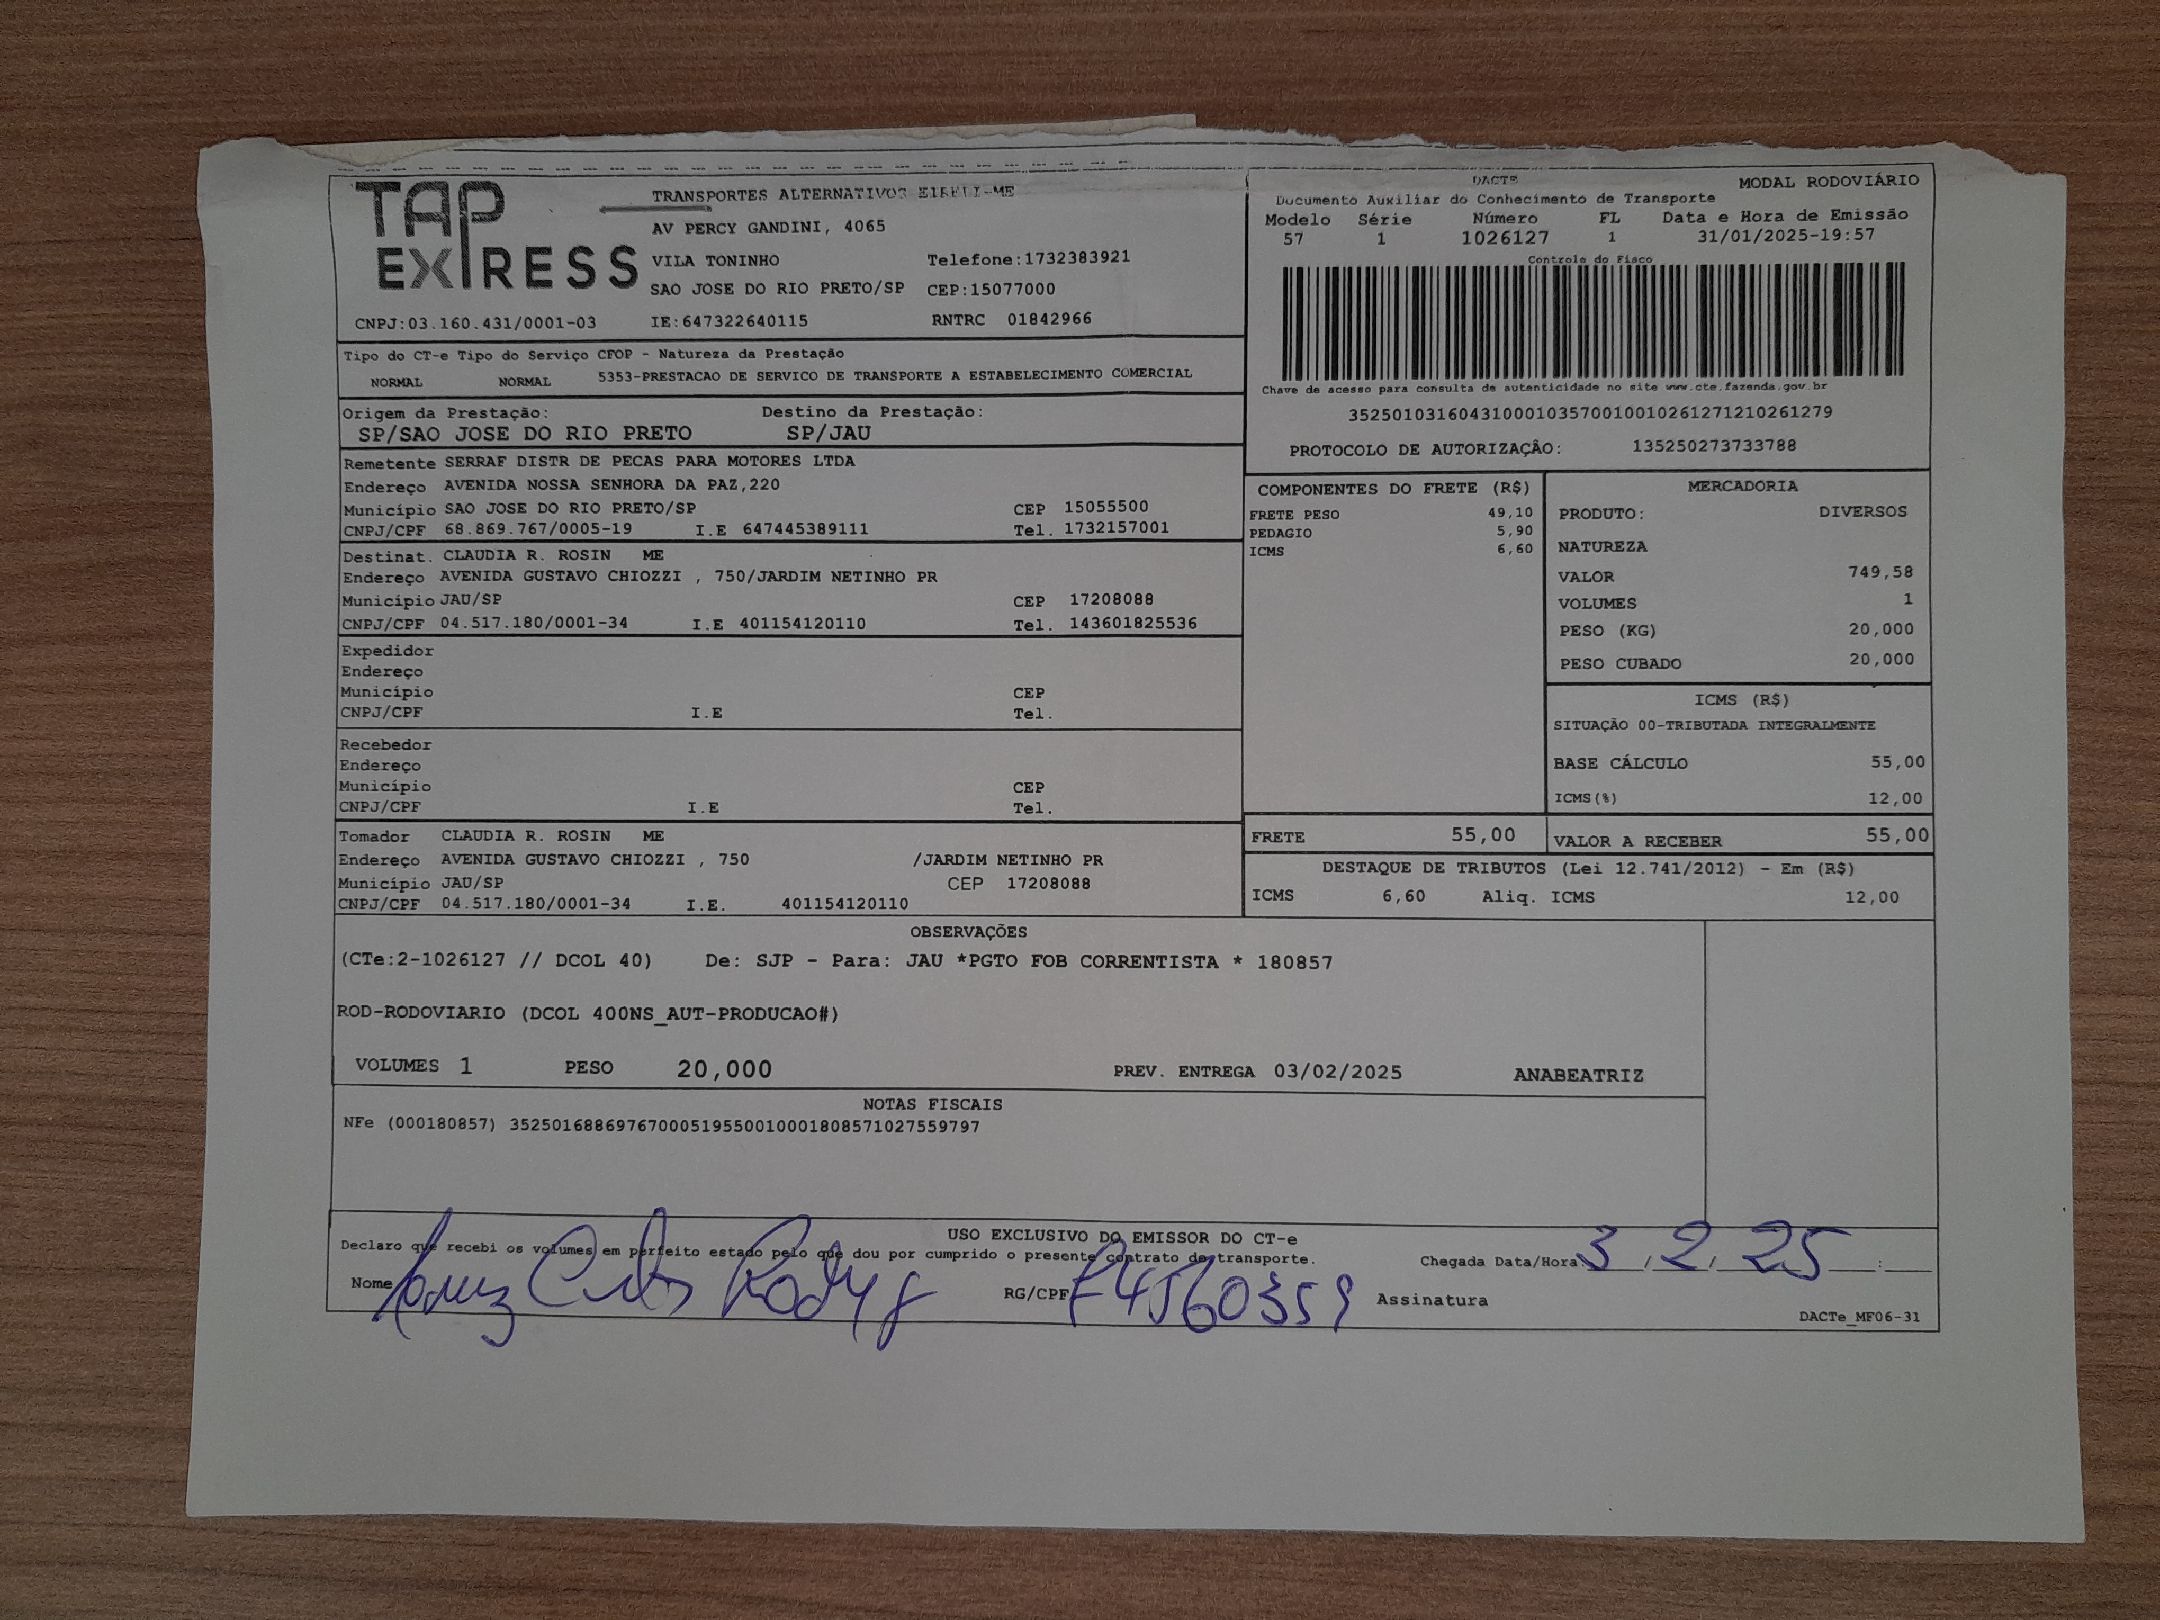 TAP EXPRESS
TRANSPORTES ALTERNATIVOS EIRELI-ME
AV PERCY GANDINI, 4065
VILA TONINHO Telefone:1732383921
SAO JOSE DO RIO PRETO/SP CEP:15077000
CNPJ:03.160.431/0001-03 IE:647322640115 RNTRC 01842966
DACTE MODAL RODOVIÁRIO
Documento Auxiliar do Conhecimento de Transporte
Modelo Série Número FL Data e Hora de Emissão
57 1 1026127 1 31/01/2025-19:57
Controle do Fisco
Chave de acesso para consulta de autenticidade no site www.cte.fazenda.gov.br
35250103160431000103570010010261271210261279
PROTOCOLO DE AUTORIZAÇÃO: 135250273733788
Tipo do CT-e Tipo do Serviço CFOP - Natureza da Prestação
NORMAL NORMAL 5353-PRESTACAO DE SERVICO DE TRANSPORTE A ESTABELECIMENTO COMERCIAL
Origem da Prestação: Destino da Prestação:
SP/SAO JOSE DO RIO PRETO SP/JAU
Remetente SERRAF DISTR DE PECAS PARA MOTORES LTDA
Endereço AVENIDA NOSSA SENHORA DA PAZ,220
Município SAO JOSE DO RIO PRETO/SP CEP 15055500
CNPJ/CPF 68.869.767/0005-19 I.E 647445389111 Tel. 1732157001
Destinat. CLAUDIA R. ROSIN ME
Endereço AVENIDA GUSTAVO CHIOZZI , 750/JARDIM NETINHO PR
Município JAU/SP CEP 17208088
CNPJ/CPF 04.517.180/0001-34 I.E 401154120110 Tel. 143601825536
Expedidor
Endereço
Município CEP
CNPJ/CPF I.E Tel.
Recebedor
Endereço
Município CEP
CNPJ/CPF I.E Tel.
Tomador CLAUDIA R. ROSIN ME
Endereço AVENIDA GUSTAVO CHIOZZI , 750 /JARDIM NETINHO PR
Município JAU/SP CEP 17208088
CNPJ/CPF 04.517.180/0001-34 I.E. 401154120110
COMPONENTES DO FRETE (R$)
FRETE PESO 49,10
PEDAGIO 5,90
ICMS 6,60
MERCADORIA
PRODUTO: DIVERSOS
NATUREZA
VALOR 749,58
VOLUMES 1
PESO (KG) 20,000
PESO CUBADO 20,000
ICMS (R$)
SITUAÇÃO 00-TRIBUTADA INTEGRALMENTE
BASE CÁLCULO 55,00
ICMS(%) 12,00
FRETE 55,00 VALOR A RECEBER 55,00
DESTAQUE DE TRIBUTOS (Lei 12.741/2012) - Em (R$)
ICMS 6,60 Aliq. ICMS 12,00
OBSERVAÇÕES
(CTe:2-1026127 // DCOL 40) De: SJP - Para: JAU *PGTO FOB CORRENTISTA * 180857
ROD-RODOVIARIO (DCOL 400NS_AUT-PRODUCAO#)
VOLUMES 1 PESO 20,000 PREV. ENTREGA 03/02/2025 ANABEATRIZ
NOTAS FISCAIS
NFe (000180857) 35250168869767000519550010001808571027559797
USO EXCLUSIVO DO EMISSOR DO CT-e
Declaro que recebi os volumes em perfeito estado pelo que dou por cumprido o presente contrato de transporte. Chegada Data/Hora 3 / 2 / 25 :
Nome Carlos RG/CPF Assinatura
DACTe_MF06-31